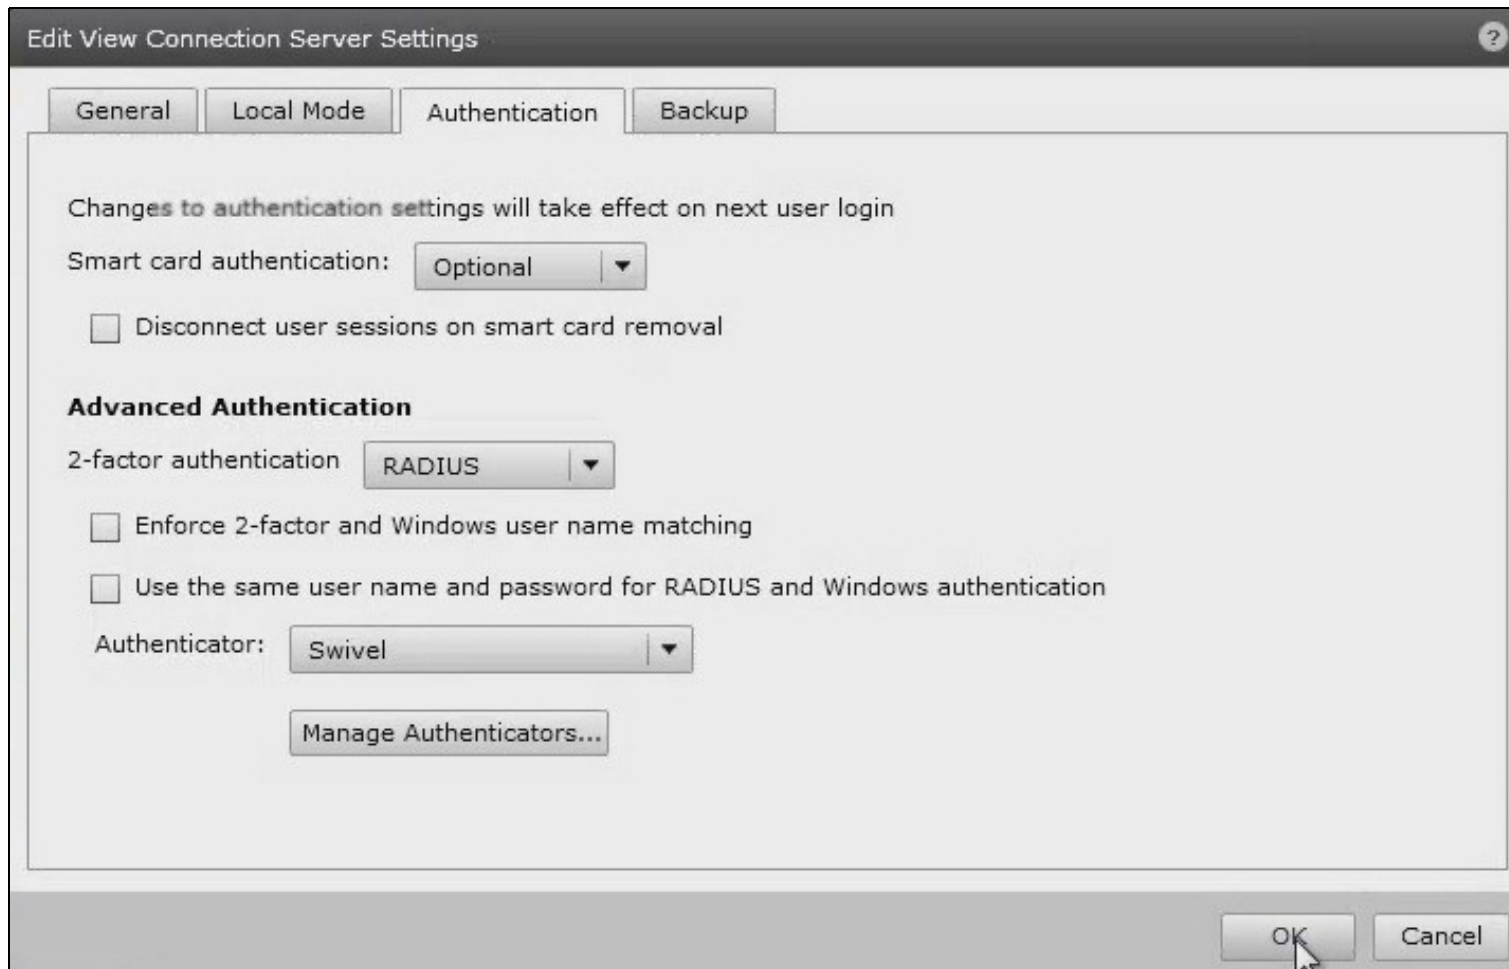 Edit View Connection Server Settings ?
General Local Mode Authentication Backup
Changes to authentication settings will take effect on next user login
Smart card authentication: Optional
Disconnect user sessions on smart card removal
Advanced Authentication
2-factor authentication RADIUS
Enforce 2-factor and Windows user name matching
Use the same user name and password for RADIUS and Windows authentication
Authenticator: Swivel
Manage Authenticators...
OK Cancel